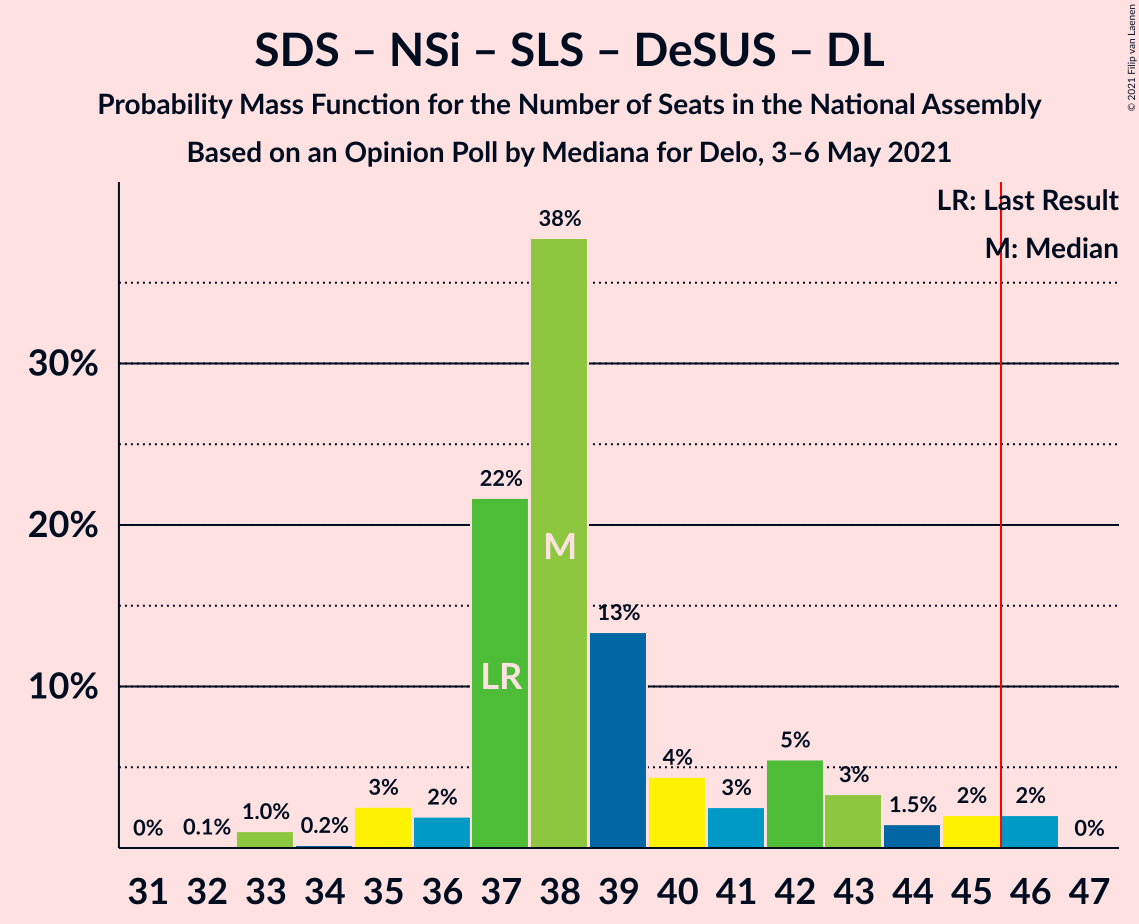 SDS – NSi – SLS – DeSUS – DL
Probability Mass Function for the Number of Seats in the National Assembly
Based on an Opinion Poll by Mediana for Delo, 3–6 May 2021
© 2021 Filip van Laenen
LR: Last Result
M: Median
30%
20%
10%
0%
0.1%
1.0%
0.2%
3%
2%
22%
38%
13%
4%
3%
5%
3%
1.5%
2%
2%
0%
LR
M
31 32 33 34 35 36 37 38 39 40 41 42 43 44 45 46 47